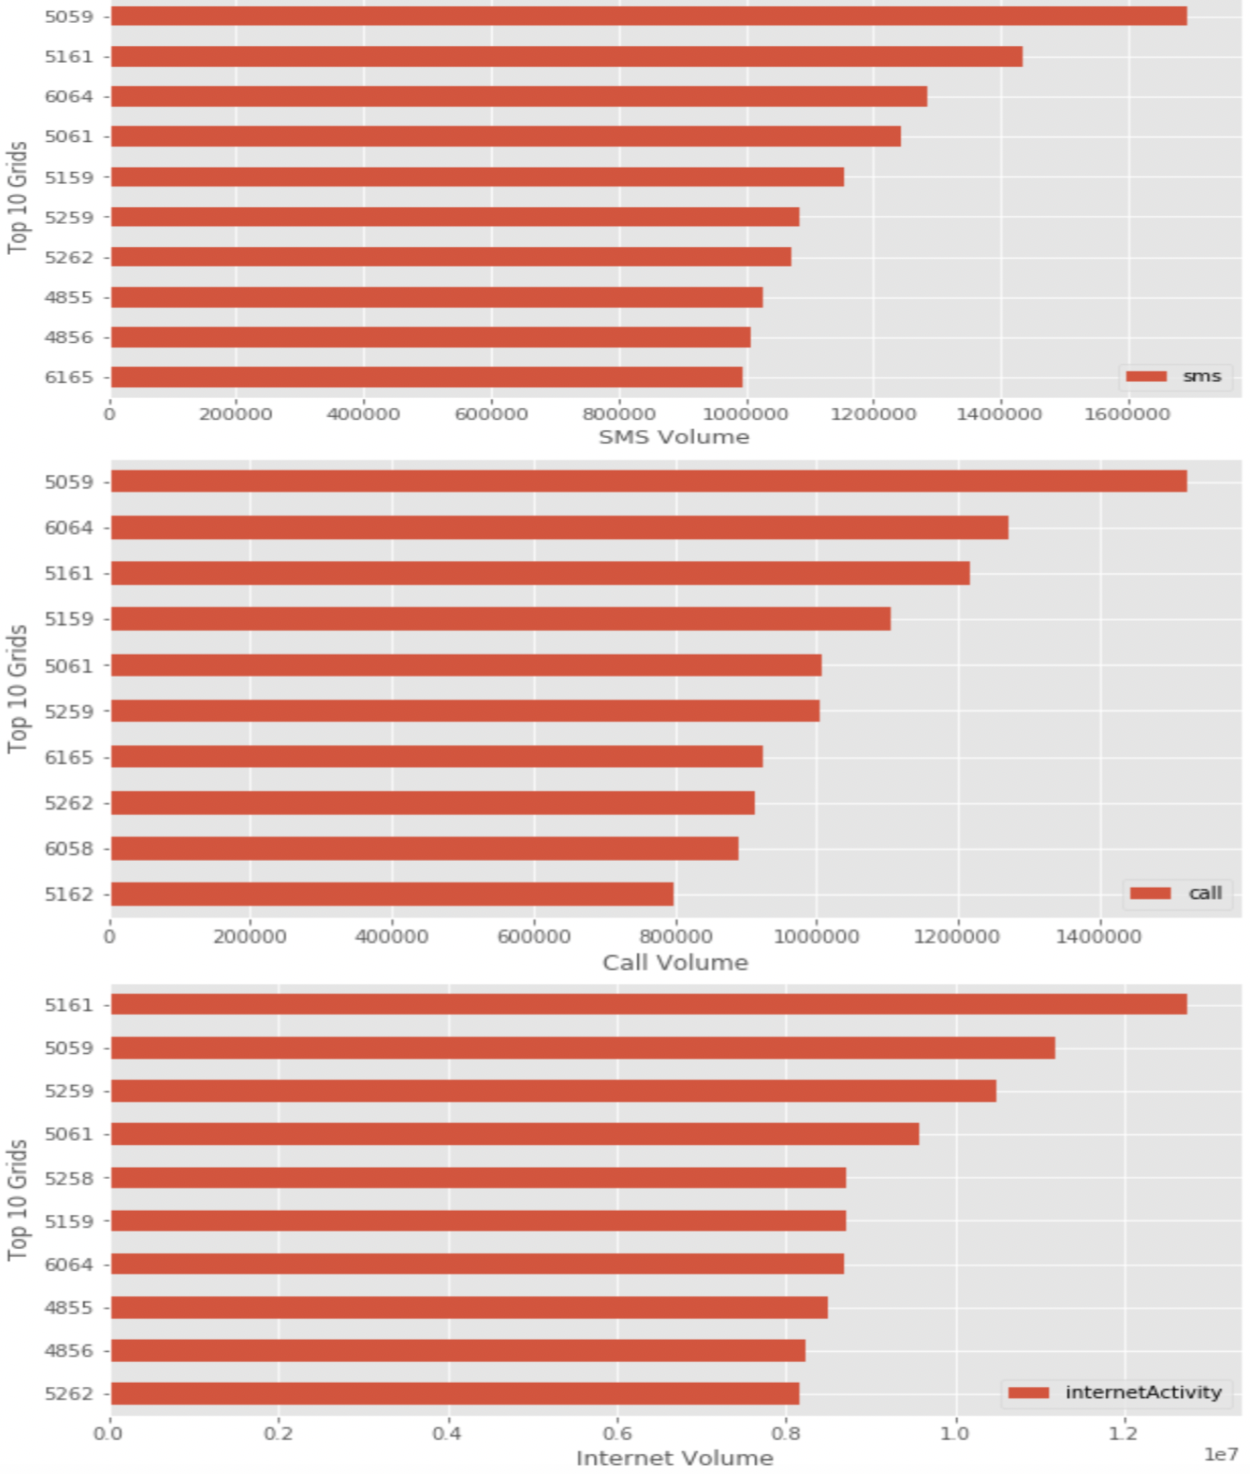 5059
5161
6064
5061
5159
5259
5262
4855
4856
6165
Top 10 Grids
sms
0 200000 400000 600000 800000 1000000 1200000 1400000 1600000
SMS Volume
5059
6064
5161
5159
5061
5259
6165
5262
6058
5162
Top 10 Grids
call
0 200000 400000 600000 800000 1000000 1200000 1400000
Call Volume
5161
5059
5259
5061
5258
5159
6064
4855
4856
5262
Top 10 Grids
internetActivity
0.0 0.2 0.4 0.6 0.8 1.0 1.2
1e7
Internet Volume